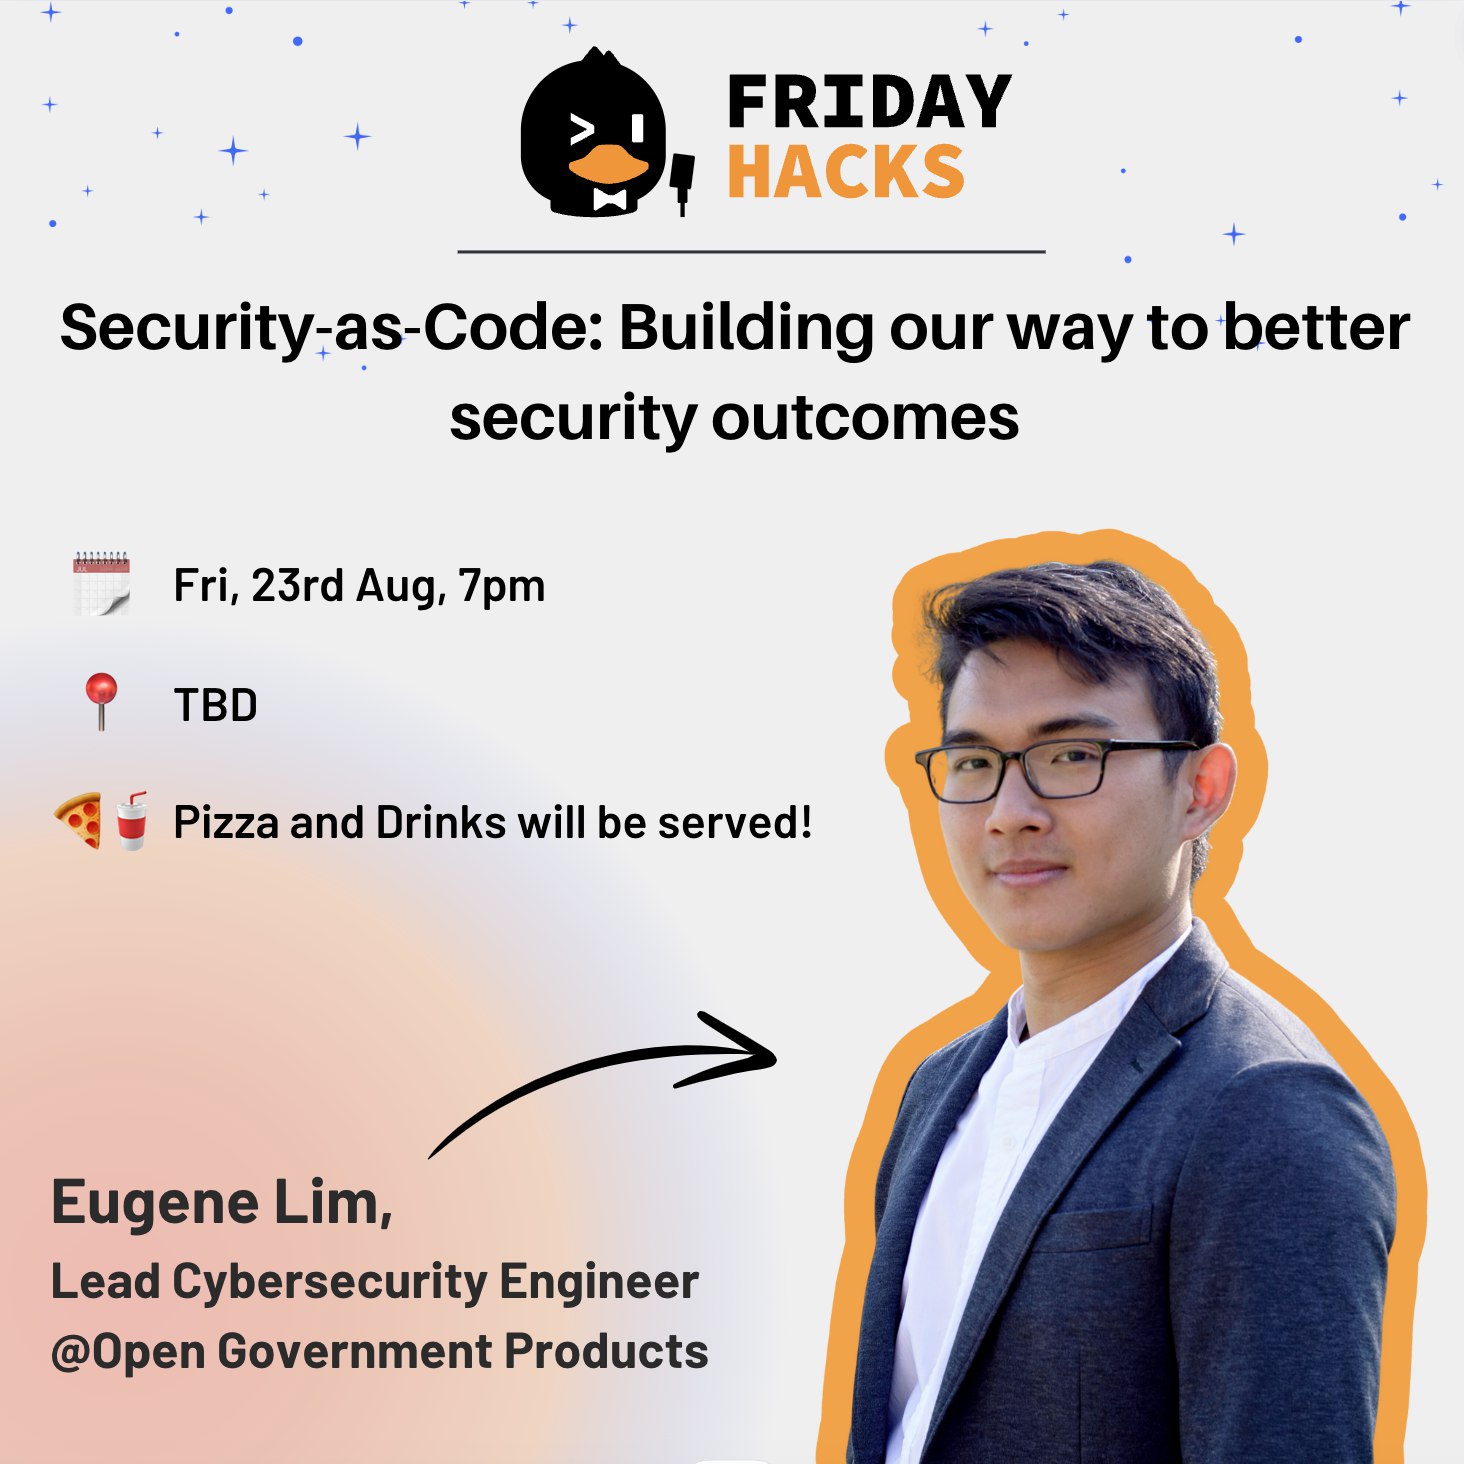 FRIDAY
HACKS
Security-as-Code: Building our way to better
security outcomes
JUL
Fri, 23rd Aug, 7pm
TBD
Pizza and Drinks will be served!
Eugene Lim,
Lead Cybersecurity Engineer
@Open Government Products